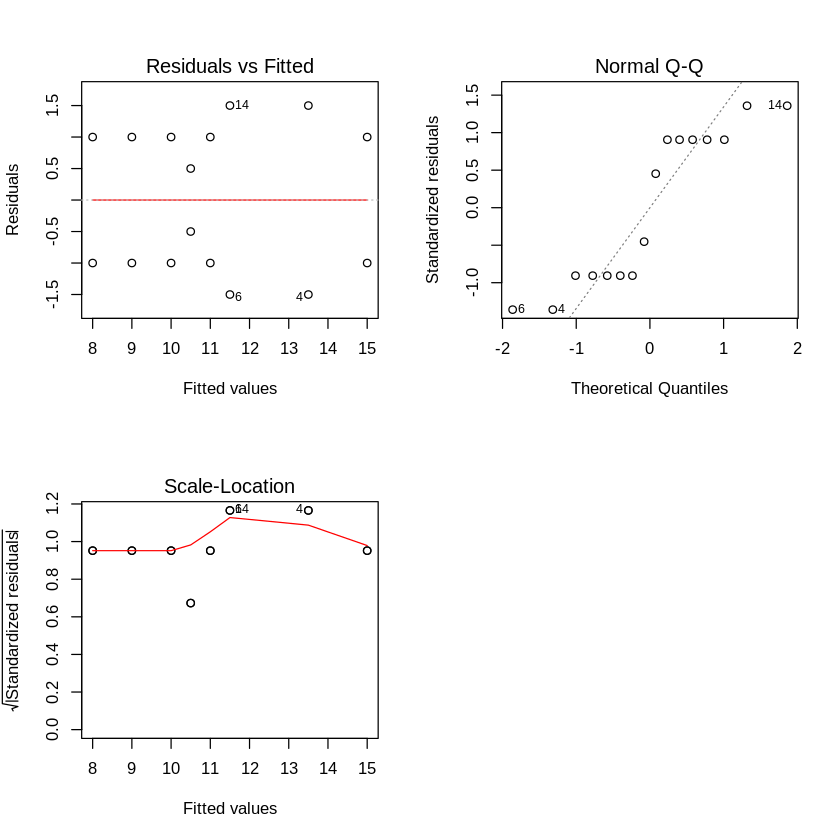 Residuals vs Fitted
Residuals
1.5
0.5
-0.5
-1.5
14
6
4
8 9 10 11 12 13 14 15
Fitted values
Normal Q-Q
Standardized residuals
1.5
1.0
0.5
0.0
-1.0
14
6
4
-2 -1 0 1 2
Theoretical Quantiles
Scale-Location
√|Standardized residuals|
1.2
1.0
0.8
0.6
0.4
0.2
0.0
14
4
8 9 10 11 12 13 14 15
Fitted values